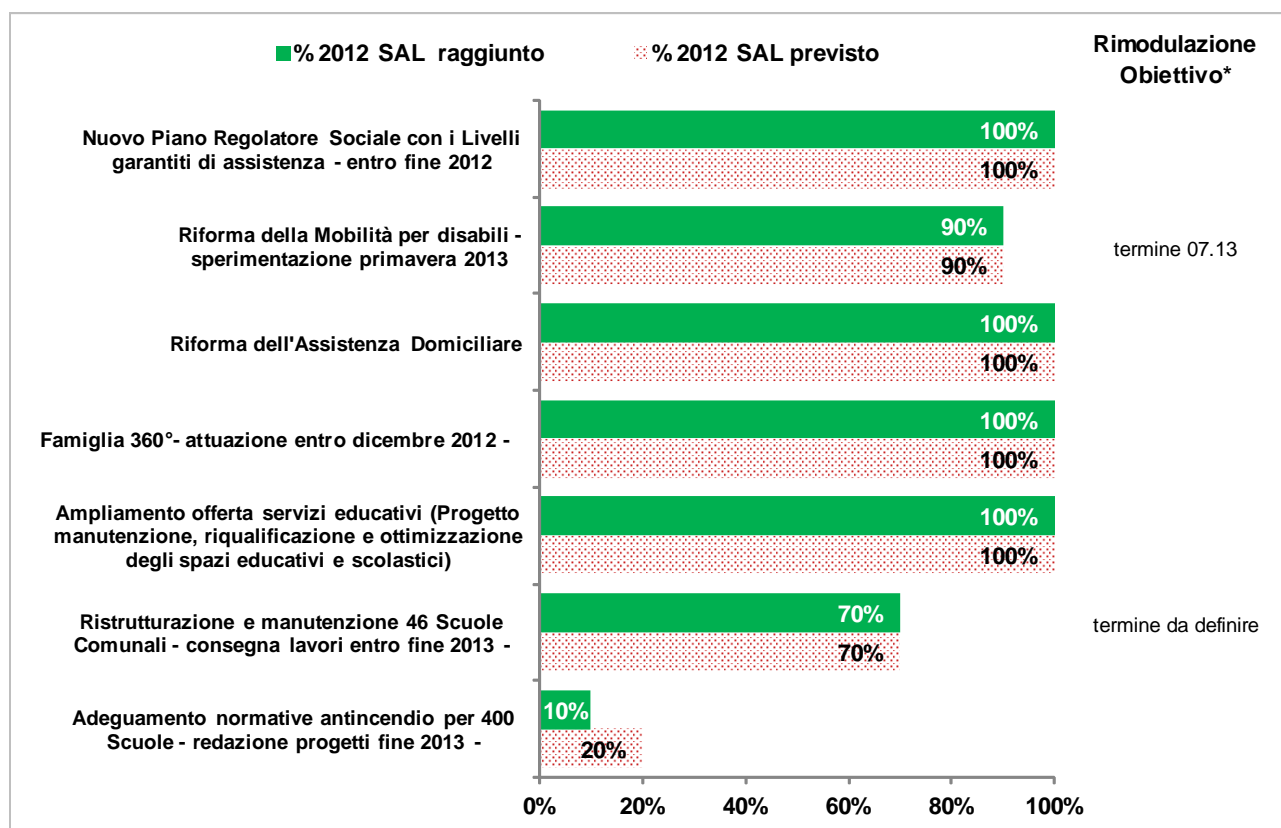 % 2012 SAL raggiunto
% 2012 SAL previsto
Rimodulazione
Obiettivo*
Nuovo Piano Regolatore Sociale con i Livelli
garantiti di assistenza - entro fine 2012
100%
100%
Riforma della Mobilità per disabili -
sperimentazione primavera 2013
90%
90%
termine 07.13
Riforma dell'Assistenza Domiciliare
100%
100%
Famiglia 360°- attuazione entro dicembre 2012 -
100%
100%
Ampliamento offerta servizi educativi (Progetto
manutenzione, riqualificazione e ottimizzazione
degli spazi educativi e scolastici)
100%
100%
Ristrutturazione e manutenzione 46 Scuole
Comunali - consegna lavori entro fine 2013 -
70%
70%
termine da definire
Adeguamento normative antincendio per 400
Scuole - redazione progetti fine 2013 -
10%
20%
0% 20% 40% 60% 80% 100%